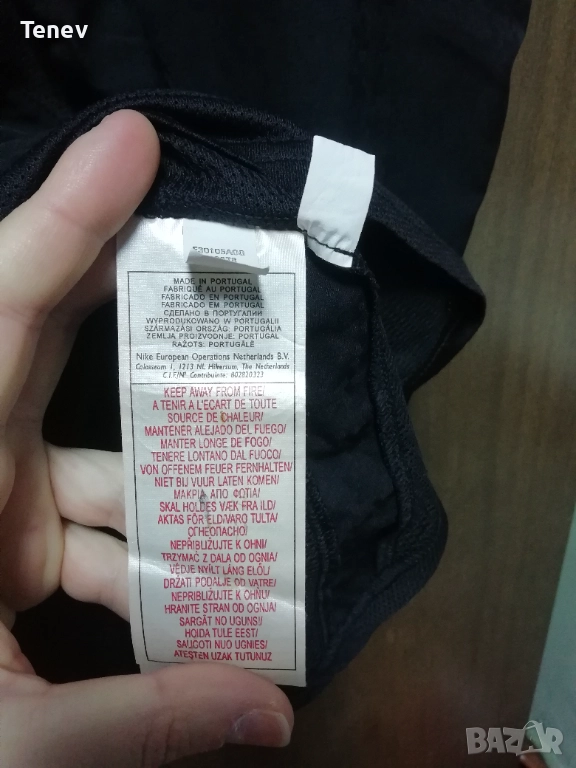 Tenev
MADE IN PORTUGAL
FABRIQUÉ AU PORTUGAL
FABRICADO EN PORTUGAL
FABRICADO EM PORTUGAL
СДЕЛАНО В ПОРТУГАЛИИ
WYPRODUKOWANO W PORTUGALII
SZÁRMAZÁSI ORSZÁG: PORTUGÁLIA
ZEMLJA PROIZVODNJE: PORTUGAL
RAŽOTS: PORTUGĀLĒ
Nike European Operations Netherlands B.V.
Colosseum 1, 1213 NL Hilversum, The Netherlands
C.I.F/Nº Contribuinte: 802820323
KEEP AWAY FROM FIRE/
A TENIR A L'ECART DE TOUTE
SOURCE DE CHALEUR/
MANTENER ALEJADO DEL FUEGO/
MANTER LONGE DE FOGO/
TENERE LONTANO DAL FUOCO/
VON OFFENEM FEUER FERNHALTEN/
NIET BIJ VUUR LATEN KOMEN/
ΜΑΚΡΙΑ ΑΠΟ ΦΩΤΙΑ/
SKAL HOLDES VÆK FRA ILD/
AKTAS FÖR ELD/VARO TULTA/
ОГНЕОПАСНО/
NEPŘIBLIŽUJTE K OHNI/
TRZYMAĆ Z DALA OD OGNIA/
VÉDJE NYÍLT LÁNG ELŐL/
DRŽATI PODALJE OD VATRE/
NEPRIBLIŽUJTE K OHŇU/
HRANITE STRAN OD OGNJA/
SARGĀT NO UGUNS/
HOIDA TULE EEST/
SAUGOTI NUO UGNIES/
ATEŞTEN UZAK TUTUNUZ
BAZAR